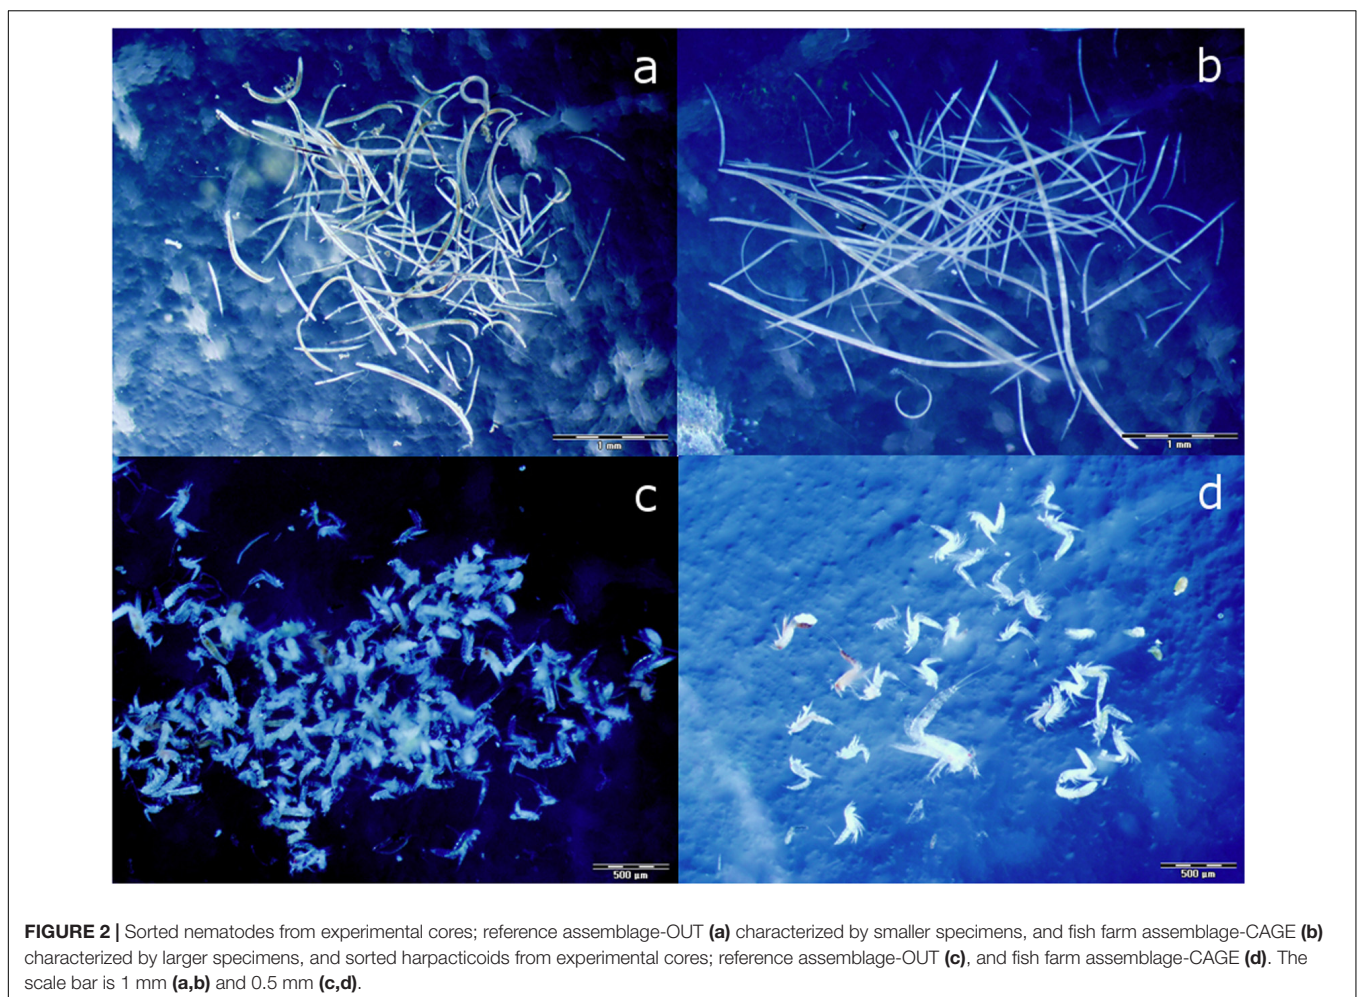 a
b
1 mm
1 mm
c
d
500 µm
500 µm
FIGURE 2 | Sorted nematodes from experimental cores; reference assemblage-OUT (a) characterized by smaller specimens, and fish farm assemblage-CAGE (b)
characterized by larger specimens, and sorted harpacticoids from experimental cores; reference assemblage-OUT (c), and fish farm assemblage-CAGE (d). The
scale bar is 1 mm (a,b) and 0.5 mm (c,d).